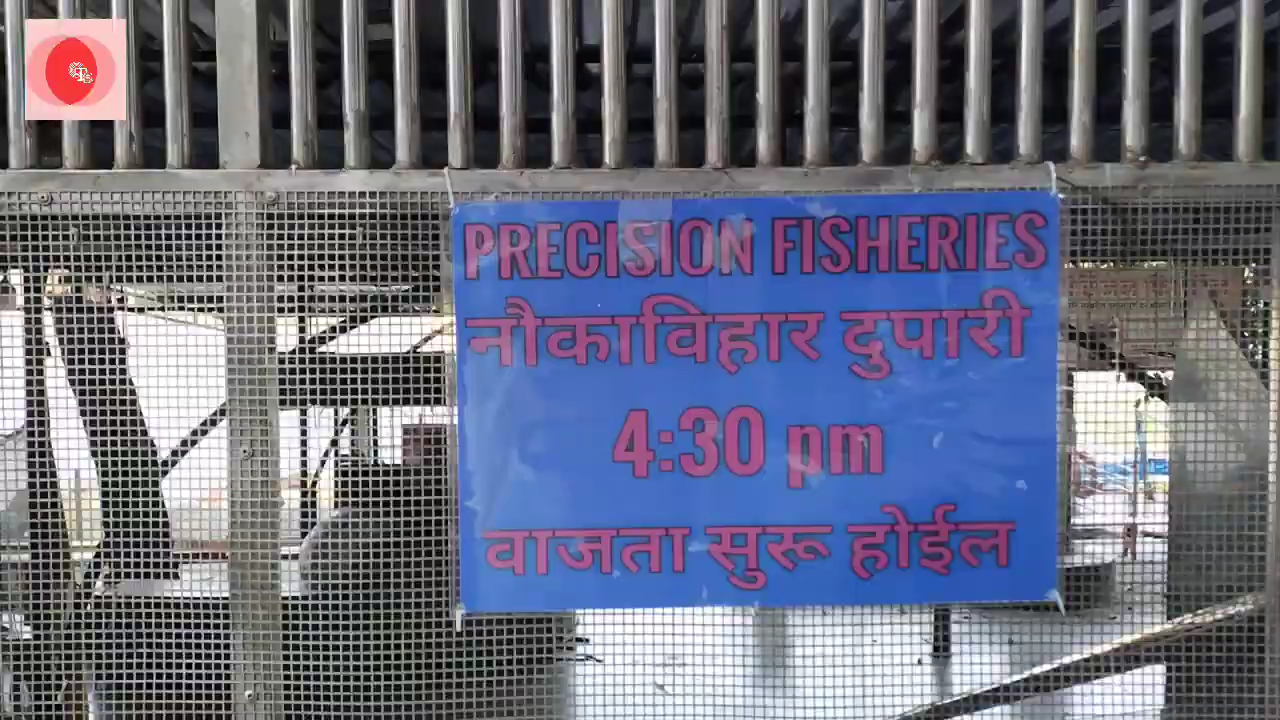 PRECISION FISHERIES
नौकाविहार दुपारी
4:30 pm
वाजता सुरू होईल